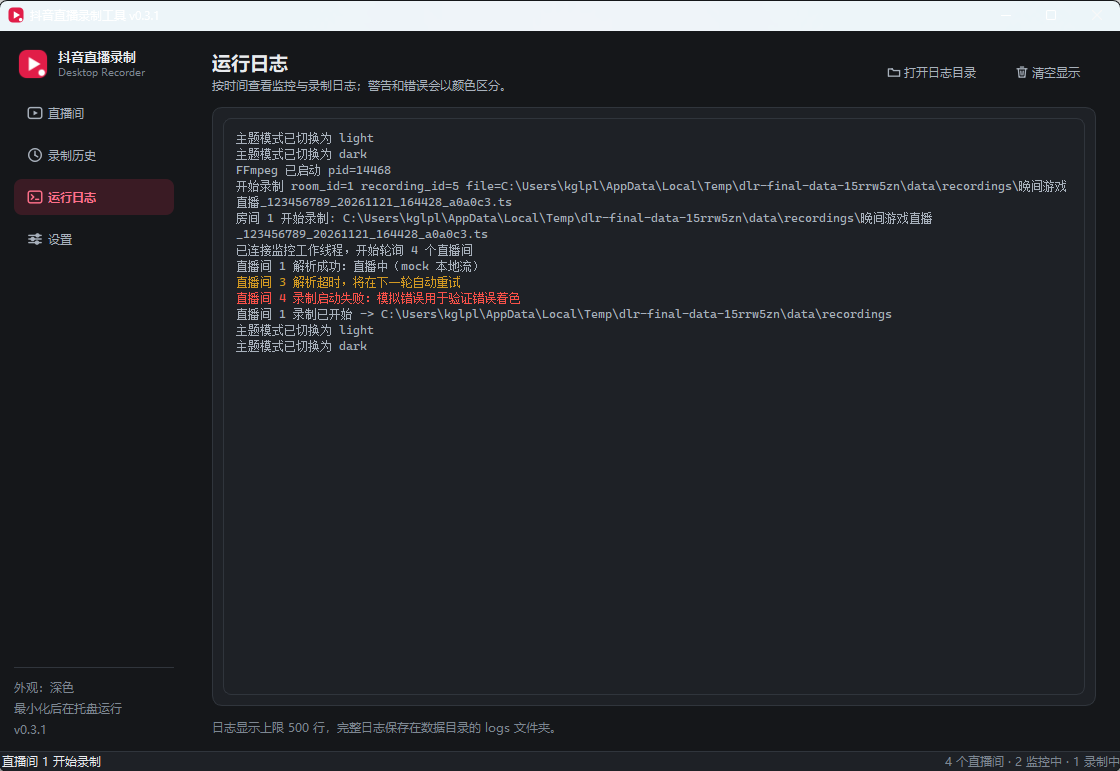 抖音直播录制工具 v0.3.1
抖音直播录制
Desktop Recorder
直播间
录制历史
运行日志
设置
运行日志
按时间查看监控与录制日志；警告和错误会以颜色区分。
打开日志目录
清空显示
主题模式已切换为 light
主题模式已切换为 dark
FFmpeg 已启动 pid=14468
开始录制 room_id=1 recording_id=5 file=C:\Users\kglpl\AppData\Local\Temp\dlr-final-data-15rrw5zn\data\recordings\晚间游戏
直播_123456789_20261121_164428_a0a0c3.ts
房间 1 开始录制: C:\Users\kglpl\AppData\Local\Temp\dlr-final-data-15rrw5zn\data\recordings\晚间游戏直播
_123456789_20261121_164428_a0a0c3.ts
已连接监控工作线程，开始轮询 4 个直播间
直播间 1 解析成功：直播中（mock 本地流）
直播间 3 解析超时，将在下一轮自动重试
直播间 4 录制启动失败：模拟错误用于验证错误着色
直播间 1 录制已开始 -> C:\Users\kglpl\AppData\Local\Temp\dlr-final-data-15rrw5zn\data\recordings
主题模式已切换为 light
主题模式已切换为 dark
日志显示上限 500 行，完整日志保存在数据目录的 logs 文件夹。
外观：深色
最小化后在托盘运行
v0.3.1
直播间 1 开始录制
4 个直播间 · 2 监控中 · 1 录制中